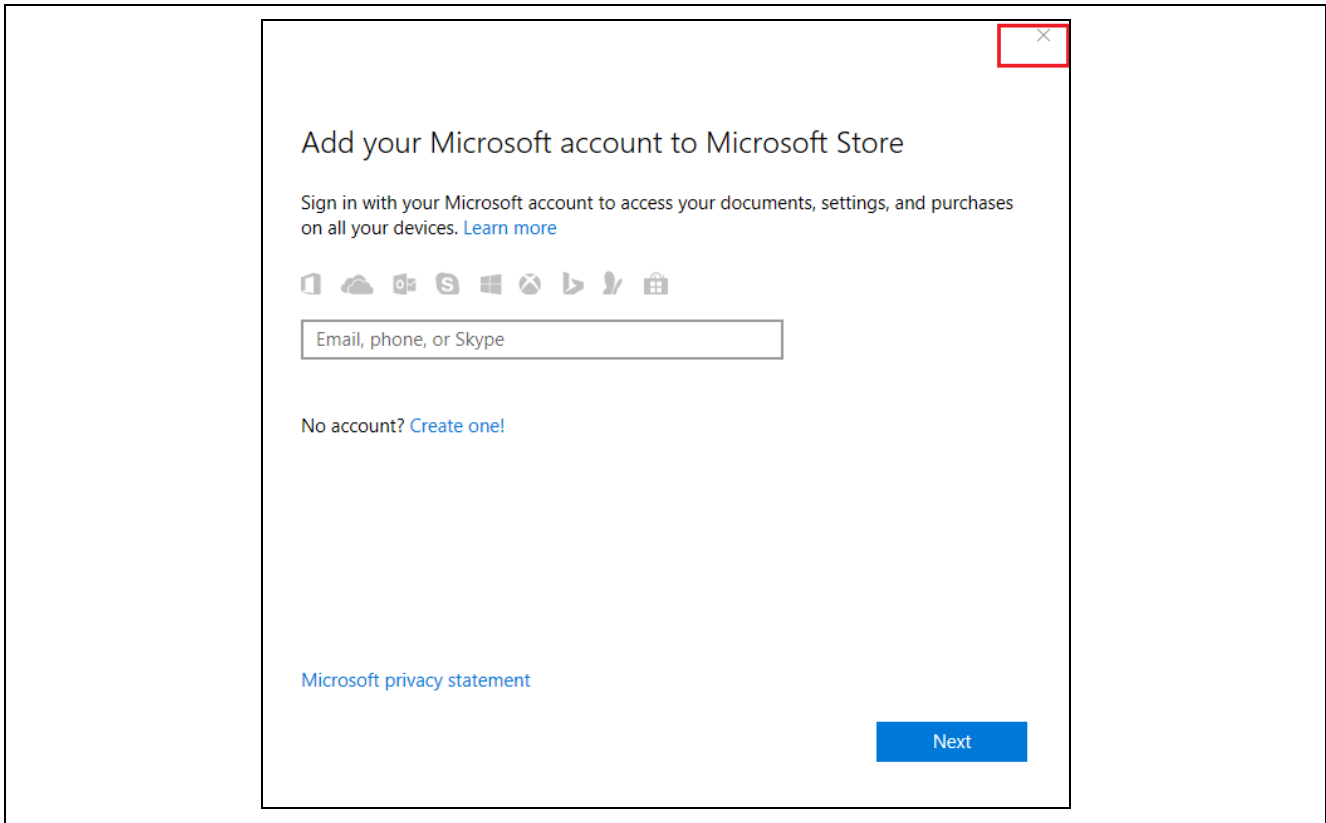 Add your Microsoft account to Microsoft Store
Sign in with your Microsoft account to access your documents, settings, and purchases
on all your devices. Learn more
Email, phone, or Skype
No account? Create one!
Microsoft privacy statement
Next